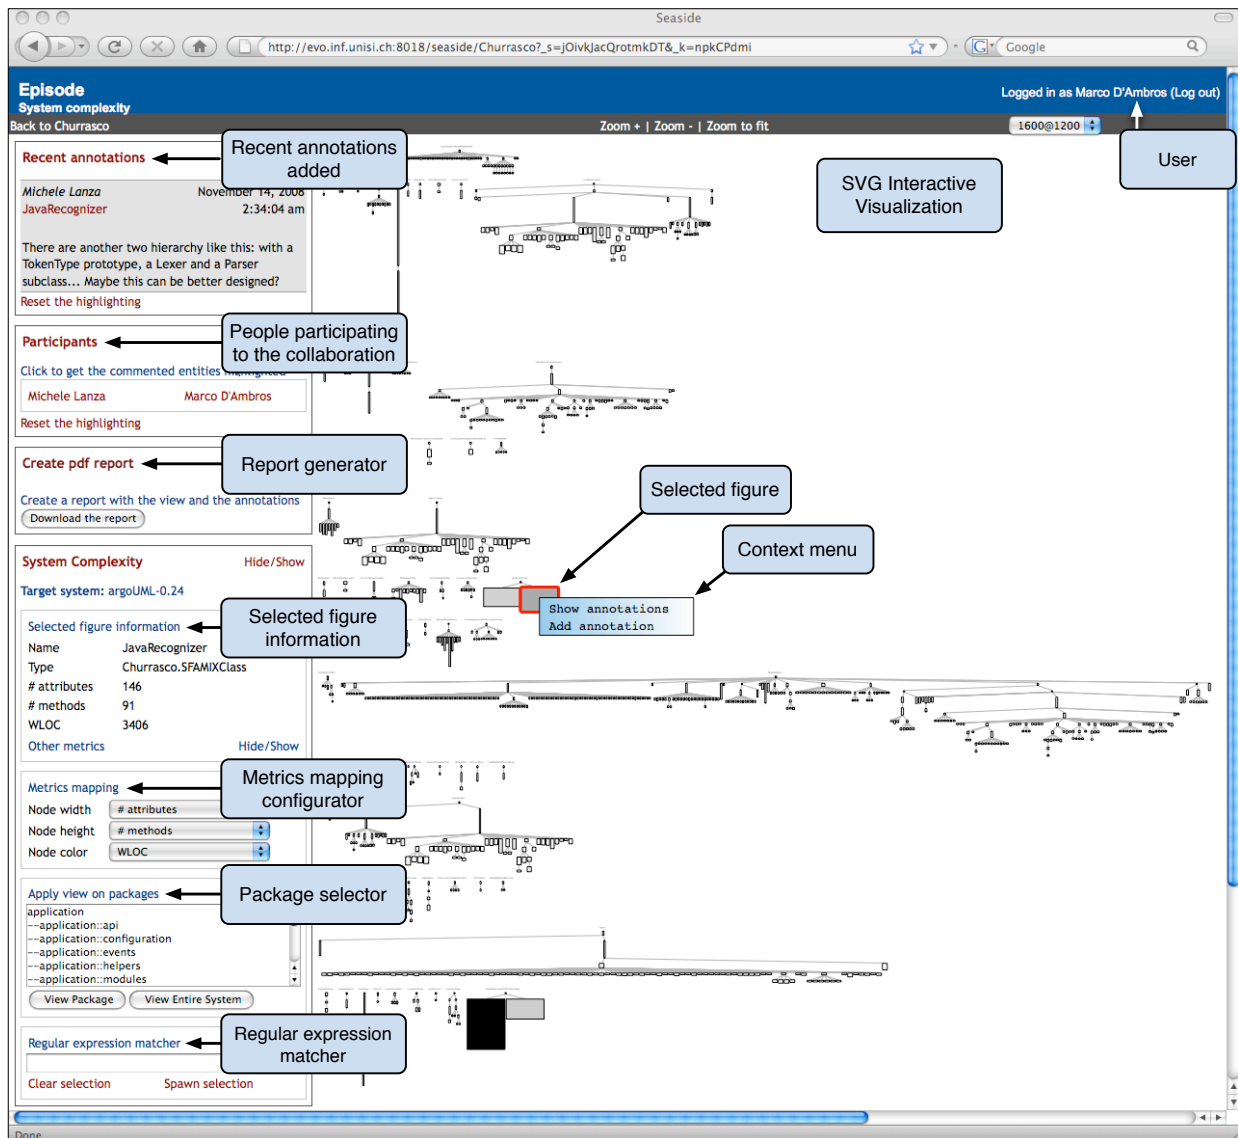 Seaside
http://evo.inf.unisi.ch:8018/seaside/Churrasco?_s=jOivkJacQrotmkDT&_k=npkCPdmi
Google
Episode
System complexity
Logged in as Marco D'Ambros (Log out)
Back to Churrasco
Zoom + | Zoom - | Zoom to fit
1600@1200
User
Recent annotations
Recent annotations
added
SVG Interactive
Visualization
Michele Lanza
November 14, 2008
JavaRecognizer
2:34:04 am
There are another two hierarchy like this: with a
TokenType prototype, a Lexer and a Parser
subclass... Maybe this can be better designed?
Reset the highlighting
Participants
People participating
to the collaboration
Click to get the commented entities highlighted
Michele Lanza
Marco D'Ambros
Reset the highlighting
Create pdf report
Report generator
Create a report with the view and the annotations
Download the report
Selected figure
Context menu
Show annotations
Add annotation
System Complexity
Hide/Show
Target system: argoUML-0.24
Selected figure information
Selected figure
information
Name JavaRecognizer
Type Churrasco.SFAMIXClass
# attributes 146
# methods 91
WLOC 3406
Other metrics
Hide/Show
Metrics mapping
Metrics mapping
configurator
Node width # attributes
Node height # methods
Node color WLOC
Apply view on packages
Package selector
application
--application::api
--application::configuration
--application::events
--application::helpers
--application::modules
View Package
View Entire System
Regular expression matcher
Regular expression
matcher
Clear selection
Spawn selection
Done